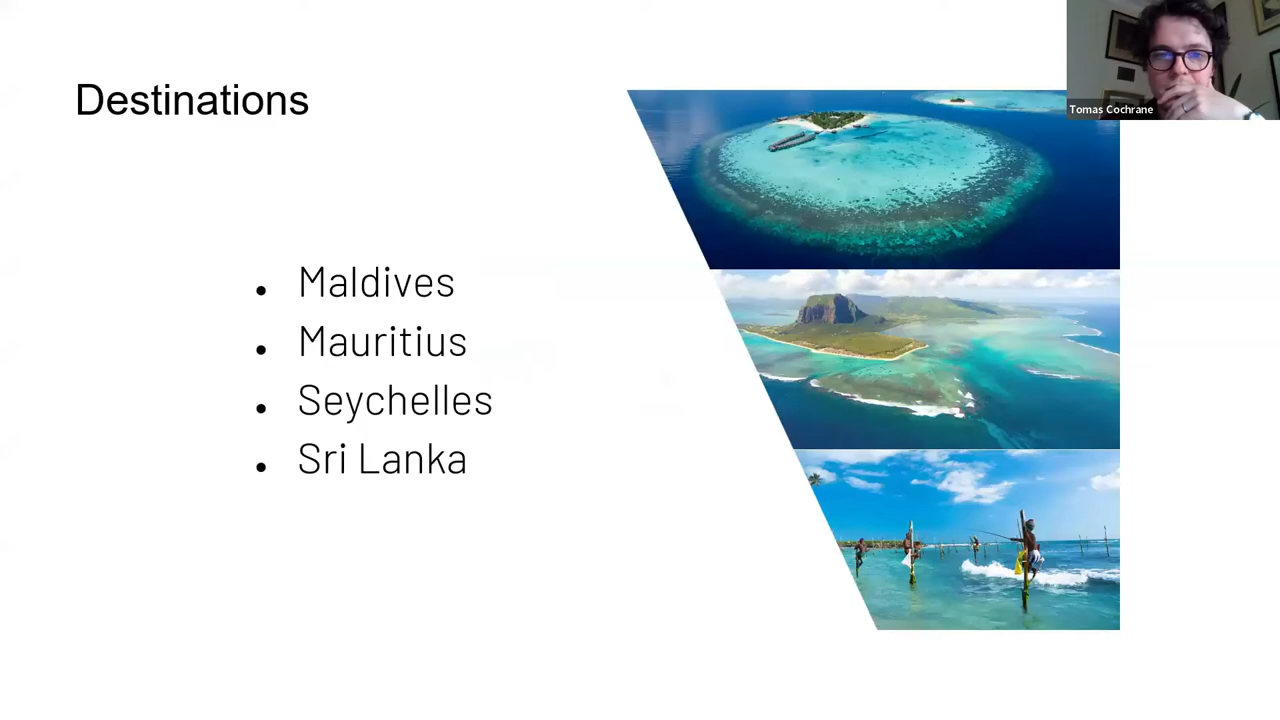 Destinations
Tomas Cochrane
● Maldives
● Mauritius
● Seychelles
● Sri Lanka